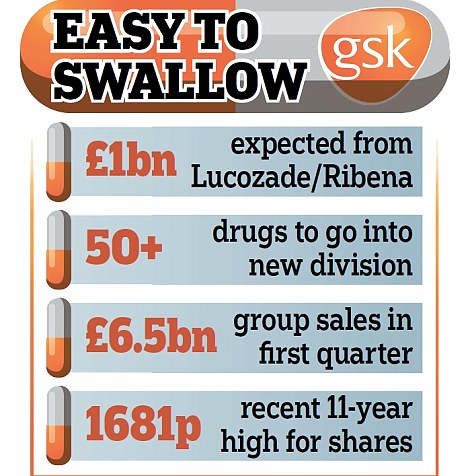 EASY TO
SWALLOW
gsk
£1bn
expected from
Lucozade/Ribena
50+
drugs to go into
new division
£6.5bn
group sales in
first quarter
1681p
recent 11-year
high for shares